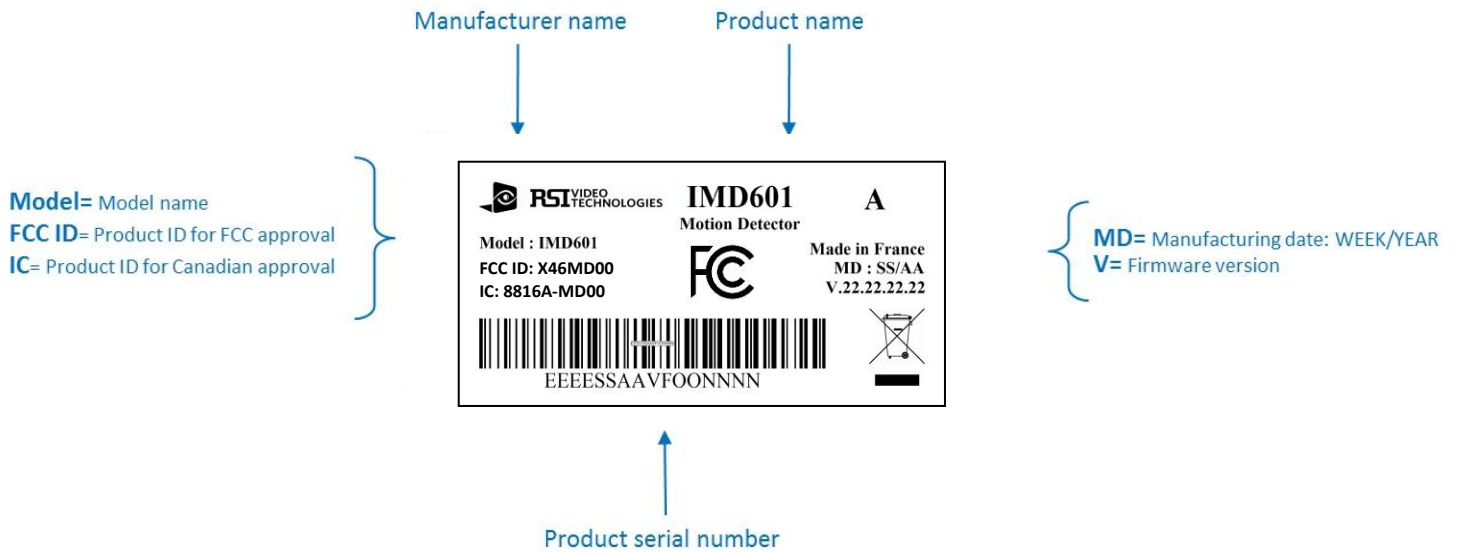 Manufacturer name
Product name
Model= Model name
FCC ID= Product ID for FCC approval
IC= Product ID for Canadian approval
RSI VIDEO TECHNOLOGIES
IMD601
Motion Detector
A
Model : IMD601
FCC ID: X46MD00
IC: 8816A-MD00
FC
Made in France
MD : SS/AA
V.22.22.22.22
EEEESSAAVFOONNNN
MD= Manufacturing date: WEEK/YEAR
V= Firmware version
Product serial number